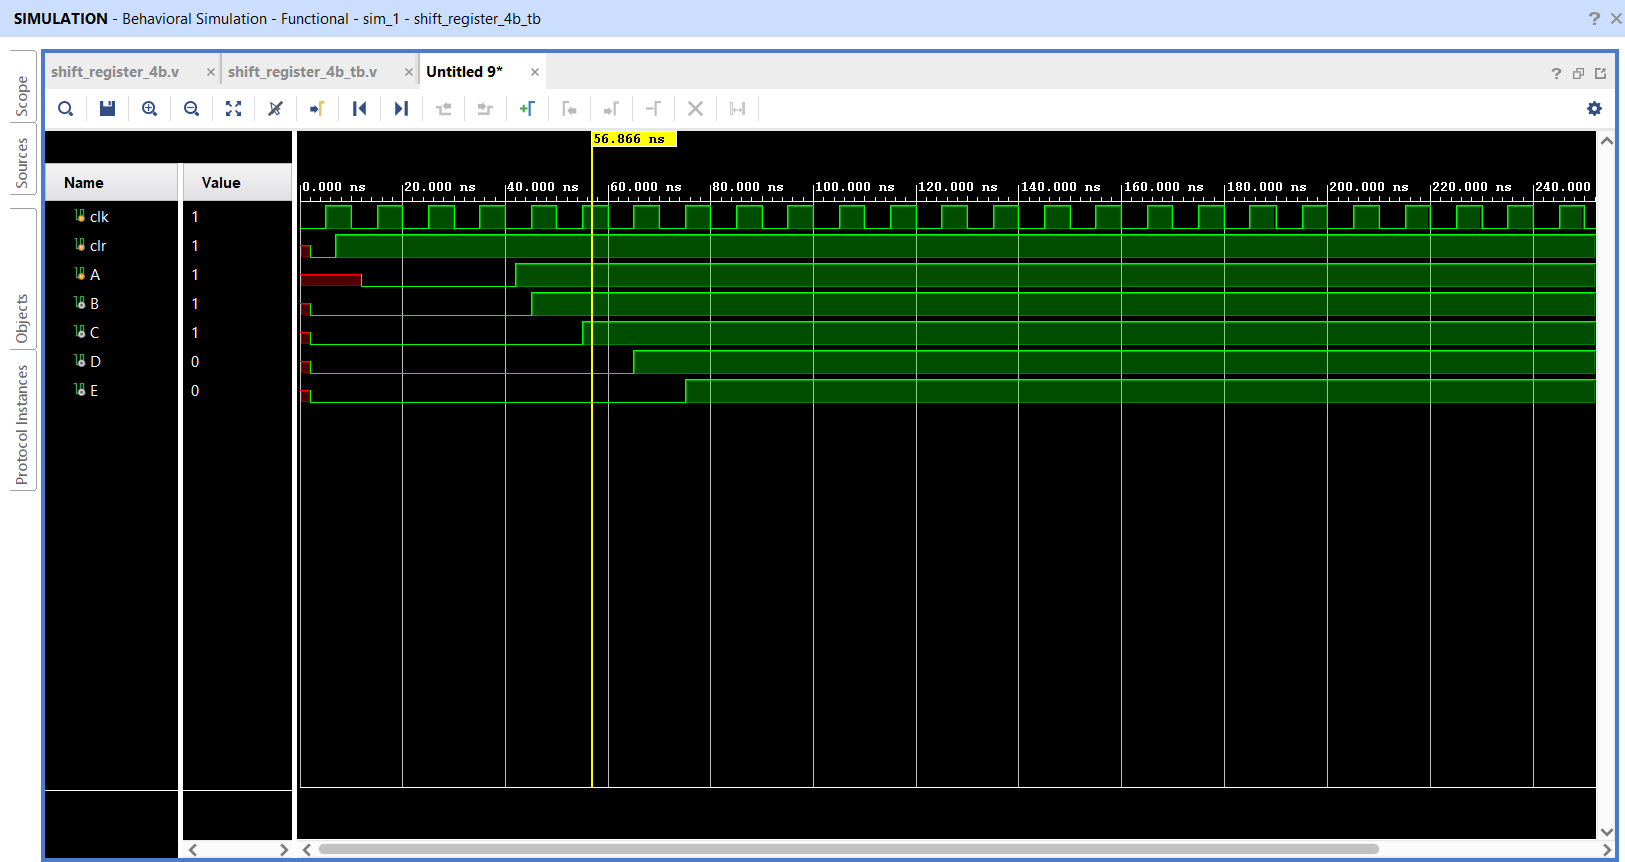 SIMULATION - Behavioral Simulation - Functional - sim_1 - shift_register_4b_tb
shift_register_4b.v
shift_register_4b_tb.v
Untitled 9*
Scope
Sources
Objects
Protocol Instances
56.866 ns
Name
Value
0.000 ns
20.000 ns
40.000 ns
60.000 ns
80.000 ns
100.000 ns
120.000 ns
140.000 ns
160.000 ns
180.000 ns
200.000 ns
220.000 ns
240.000
clk 1
clr 1
A 1
B 1
C 1
D 0
E 0